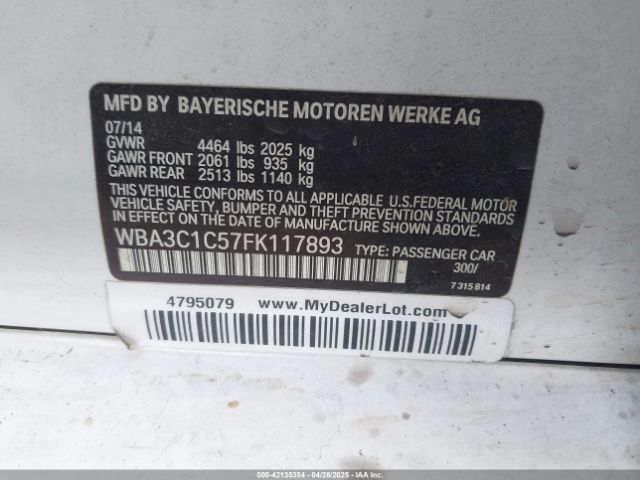 MFD BY BAYERISCHE MOTOREN WERKE AG
07/14
GVWR 4464 lbs 2025 kg
GAWR FRONT 2061 lbs 935 kg
GAWR REAR 2513 lbs 1140 kg
THIS VEHICLE CONFORMS TO ALL APPLICABLE U.S.FEDERAL MOTOR
VEHICLE SAFETY, BUMPER AND THEFT PREVENTION STANDARDS
IN EFFECT ON THE DATE OF MANUFACTURE SHOWN ABOVE.
WBA3C1C57FK117893 TYPE: PASSENGER CAR
300/
7 315 814
4795079 www.MyDealerLot.com
000-42135354 - 04/28/2025 - IAAI.com